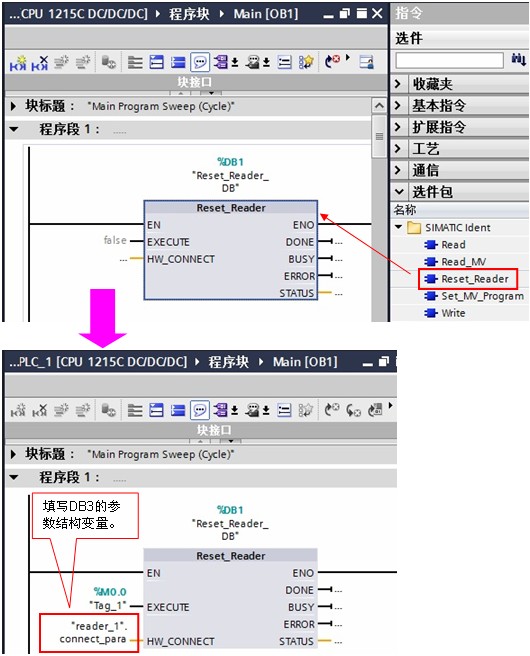 ...CPU 1215C DC/DC/DC] ▸ 程序块 ▸ Main [OB1]
指令
选件
块接口
块标题： "Main Program Sweep (Cycle)"
程序段 1： .....
%DB1
"Reset_Reader_
DB"
Reset_Reader
EN
ENO
false
EXECUTE
DONE
...
...
HW_CONNECT
BUSY
...
ERROR
...
STATUS
...
收藏夹
基本指令
扩展指令
工艺
通信
选件包
名称
SIMATIC Ident
Read
Read_MV
Reset_Reader
Set_MV_Program
Write
...PLC_1 [CPU 1215C DC/DC/DC] ▸ 程序块 ▸ Main [OB1]
块接口
块标题： "Main Program Sweep (Cycle)"
程序段 1： .....
填写DB3的参
数结构变量。
%DB1
"Reset_Reader_
DB"
Reset_Reader
EN
ENO
%M0.0
"Tag_1"
EXECUTE
DONE
...
BUSY
...
"reader_1".
connect_para
HW_CONNECT
ERROR
...
STATUS
...